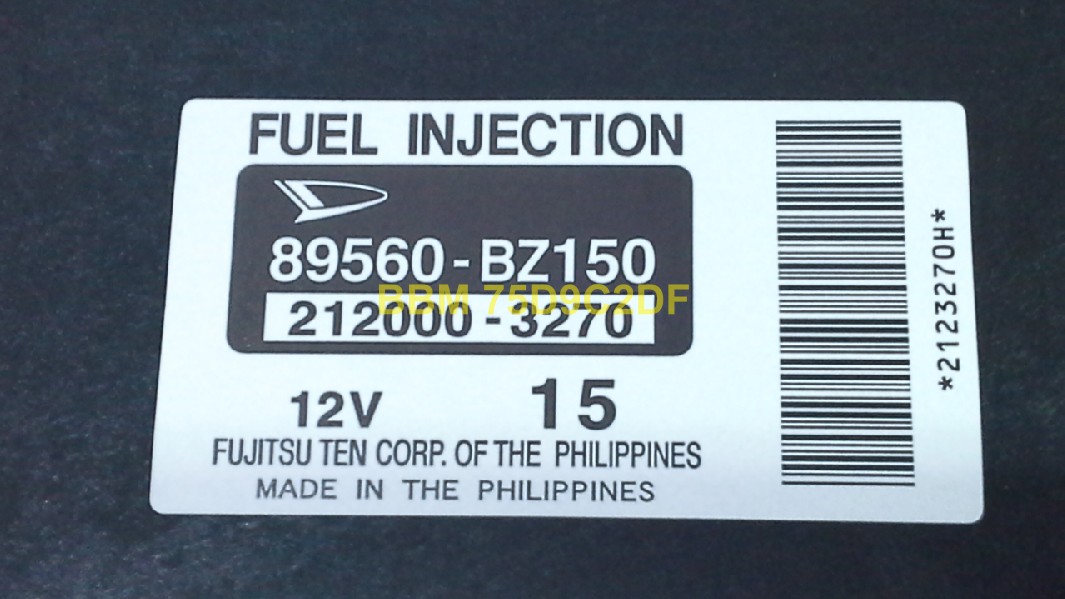 FUEL INJECTION
89560-BZ150
BBM 75D9C2DF
212000-3270
12V 15
FUJITSU TEN CORP. OF THE PHILIPPINES
MADE IN THE PHILIPPINES
*2123270H*